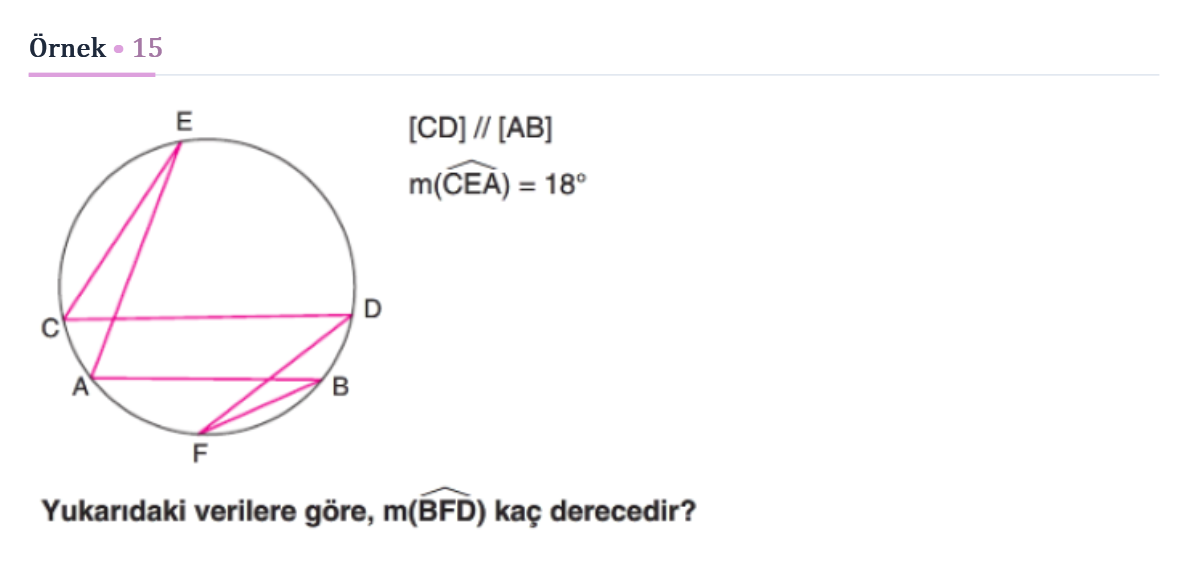 Örnek • 15
E
[CD] // [AB]
m(CEA) = 18°
C
D
A
B
F
Yukarıdaki verilere göre, m(BFD) kaç derecedir?